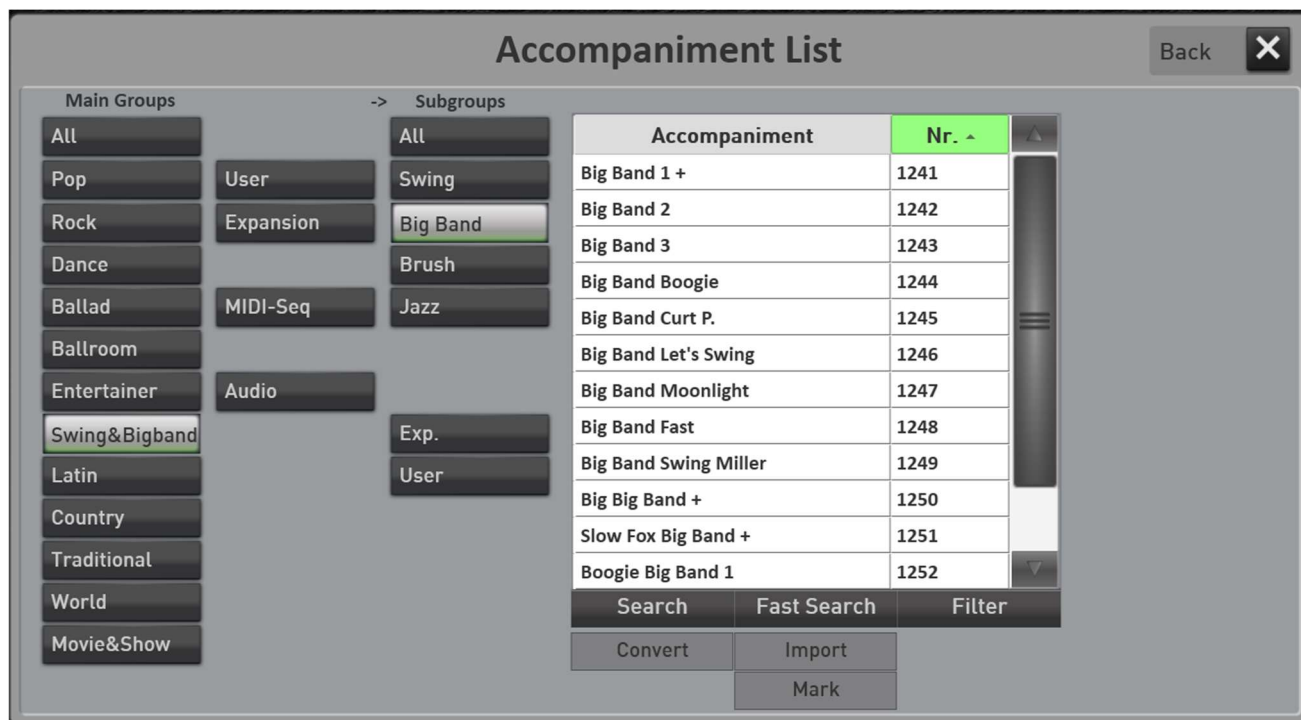 Accompaniment List
Back
Main Groups -> Subgroups
All All
Pop User Swing
Rock Expansion Big Band
Dance Brush
Ballad MIDI-Seq Jazz
Ballroom
Entertainer Audio
Swing&Bigband Exp.
Latin User
Country
Traditional
World
Movie&Show
Accompaniment Nr.
Big Band 1 + 1241
Big Band 2 1242
Big Band 3 1243
Big Band Boogie 1244
Big Band Curt P. 1245
Big Band Let's Swing 1246
Big Band Moonlight 1247
Big Band Fast 1248
Big Band Swing Miller 1249
Big Big Band + 1250
Slow Fox Big Band + 1251
Boogie Big Band 1 1252
Search Fast Search Filter
Convert Import
Mark